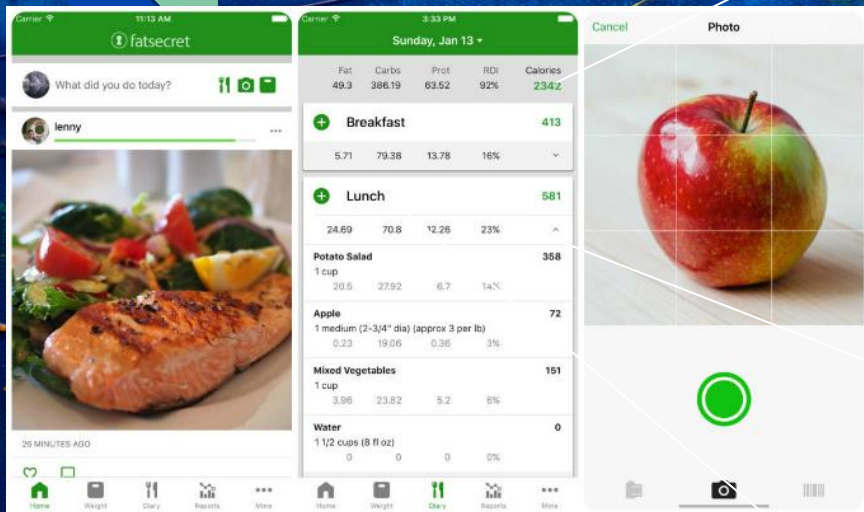 Carrier 11:13 AM
fatsecret
What did you do today?
lenny
26 MINUTES AGO
Home Weight Diary Reports More
Carrier 3:33 PM
Sunday, Jan 13
Fat Carbs Prot RDI Calories
49.3 386.19 63.52 92% 2342
Breakfast 413
5.71 79.38 13.78 16%
Lunch 581
24.69 70.8 12.26 23%
Potato Salad 358
1 cup
20.5 27.92 6.7 14%
Apple 72
1 medium (2-3/4" dia) (approx 3 per lb)
0.23 19.06 0.36 3%
Mixed Vegetables 151
1 cup
3.96 23.82 5.2 6%
Water 0
1 1/2 cups (8 fl oz)
0 0 0 0%
Home Weight Diary Reports More
Cancel Photo